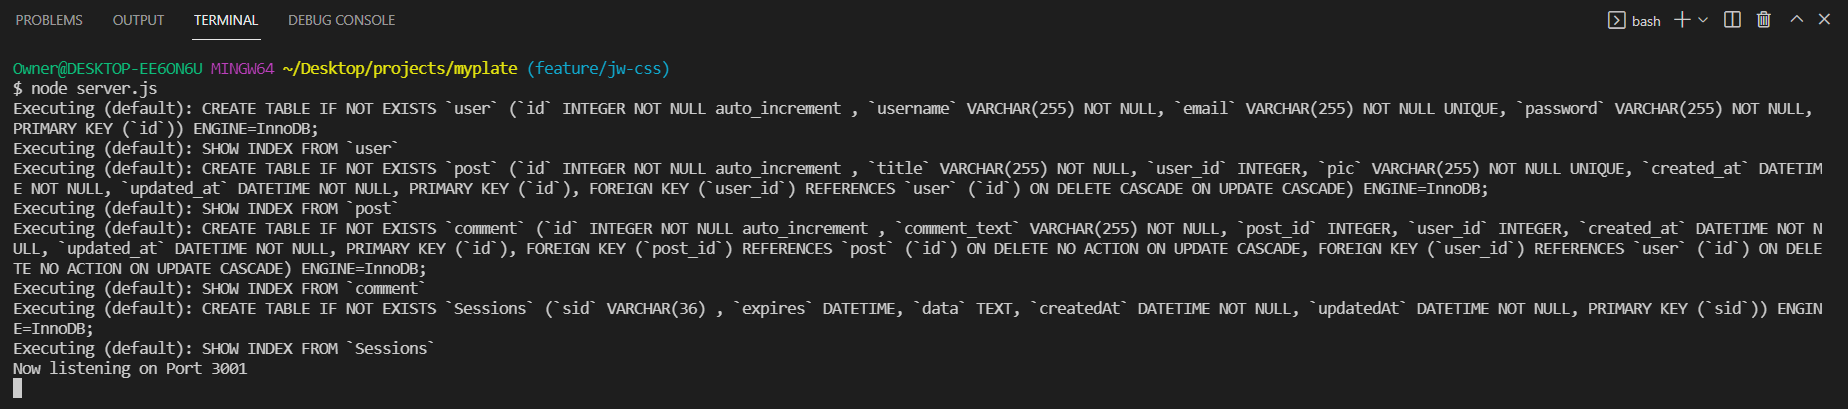 PROBLEMS OUTPUT TERMINAL DEBUG CONSOLE bash
Owner@DESKTOP-EE6ON6U MINGW64 ~/Desktop/projects/myplate (feature/jw-css)
$ node server.js
Executing (default): CREATE TABLE IF NOT EXISTS `user` (`id` INTEGER NOT NULL auto_increment , `username` VARCHAR(255) NOT NULL, `email` VARCHAR(255) NOT NULL UNIQUE, `password` VARCHAR(255) NOT NULL,
PRIMARY KEY (`id`)) ENGINE=InnoDB;
Executing (default): SHOW INDEX FROM `user`
Executing (default): CREATE TABLE IF NOT EXISTS `post` (`id` INTEGER NOT NULL auto_increment , `title` VARCHAR(255) NOT NULL, `user_id` INTEGER, `pic` VARCHAR(255) NOT NULL UNIQUE, `created_at` DATETIM
E NOT NULL, `updated_at` DATETIME NOT NULL, PRIMARY KEY (`id`), FOREIGN KEY (`user_id`) REFERENCES `user` (`id`) ON DELETE CASCADE ON UPDATE CASCADE) ENGINE=InnoDB;
Executing (default): SHOW INDEX FROM `post`
Executing (default): CREATE TABLE IF NOT EXISTS `comment` (`id` INTEGER NOT NULL auto_increment , `comment_text` VARCHAR(255) NOT NULL, `post_id` INTEGER, `user_id` INTEGER, `created_at` DATETIME NOT N
ULL, `updated_at` DATETIME NOT NULL, PRIMARY KEY (`id`), FOREIGN KEY (`post_id`) REFERENCES `post` (`id`) ON DELETE NO ACTION ON UPDATE CASCADE, FOREIGN KEY (`user_id`) REFERENCES `user` (`id`) ON DELE
TE NO ACTION ON UPDATE CASCADE) ENGINE=InnoDB;
Executing (default): SHOW INDEX FROM `comment`
Executing (default): CREATE TABLE IF NOT EXISTS `Sessions` (`sid` VARCHAR(36) , `expires` DATETIME, `data` TEXT, `createdAt` DATETIME NOT NULL, `updatedAt` DATETIME NOT NULL, PRIMARY KEY (`sid`)) ENGIN
E=InnoDB;
Executing (default): SHOW INDEX FROM `Sessions`
Now listening on Port 3001